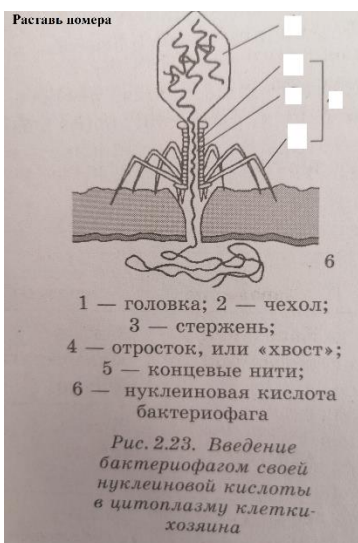 Раставь номера
6
1 — головка; 2 — чехол;
3 — стержень;
4 — отросток, или «хвост»;
5 — концевые нити;
6 — нуклеиновая кислота
бактериофага
Рис. 2.23. Введение
бактериофагом своей
нуклеиновой кислоты
в цитоплазму клетки-
хозяина